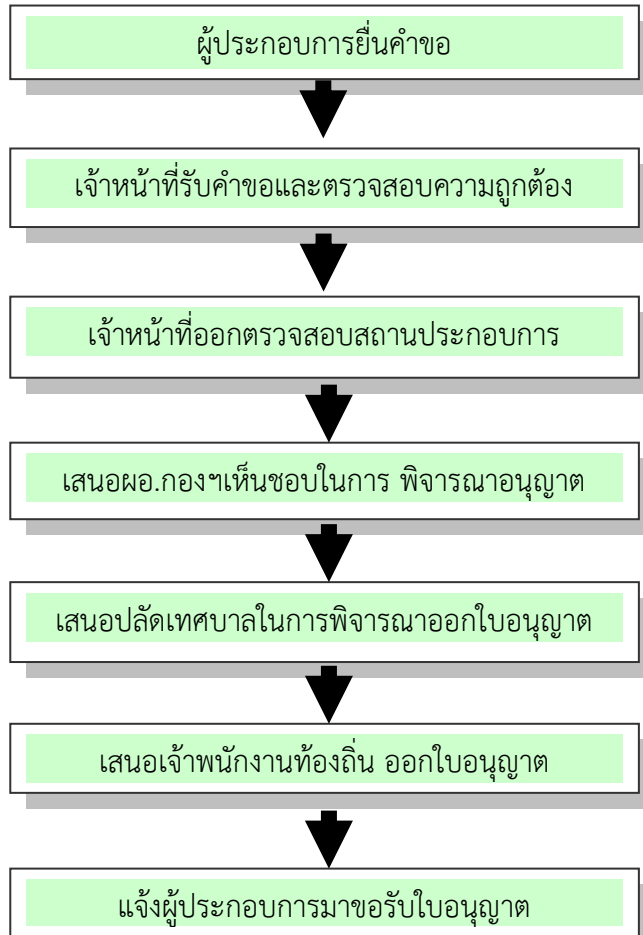 ผู้ประกอบการยื่นคำขอ
เจ้าหน้าที่รับคำขอและตรวจสอบความถูกต้อง
เจ้าหน้าที่ออกตรวจสอบสถานประกอบการ
เสนอผอ.กองฯเห็นชอบในการ พิจารณาอนุญาต
เสนอปลัดเทศบาลในการพิจารณาออกใบอนุญาต
เสนอเจ้าพนักงานท้องถิ่น ออกใบอนุญาต
แจ้งผู้ประกอบการมาขอรับใบอนุญาต